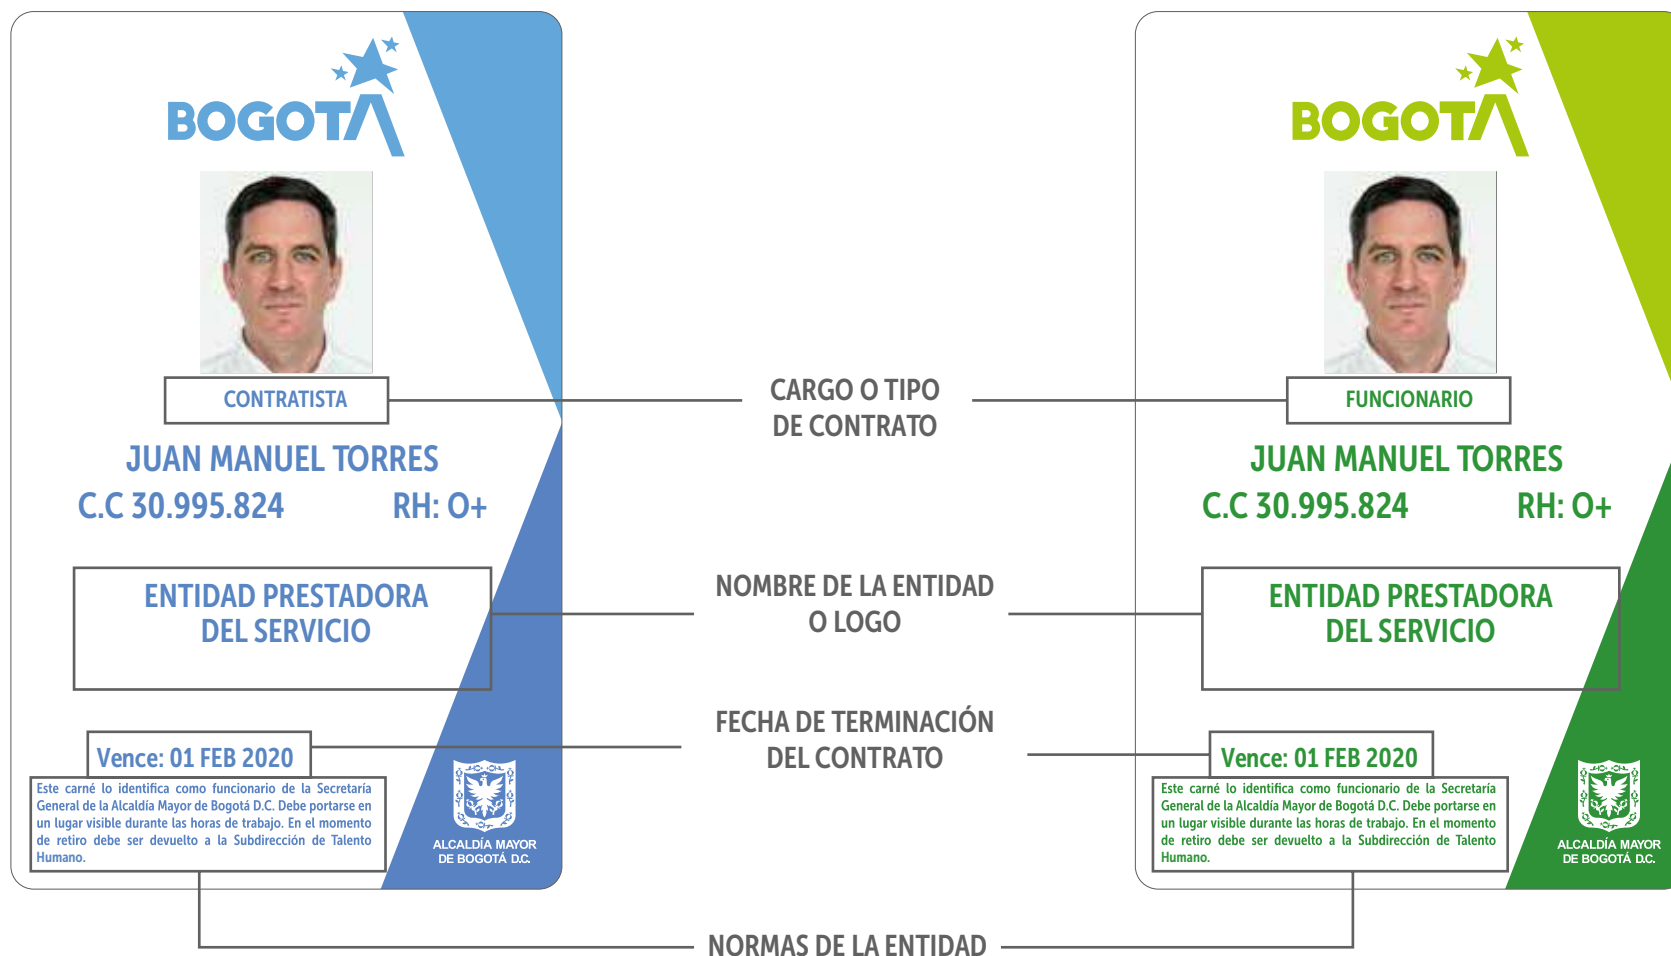 BOGOTÁ
CONTRATISTA
JUAN MANUEL TORRES
C.C 30.995.824 RH: O+
ENTIDAD PRESTADORA
DEL SERVICIO
Vence: 01 FEB 2020
Este carné lo identifica como funcionario de la Secretaría
General de la Alcaldía Mayor de Bogotá D.C. Debe portarse en
un lugar visible durante las horas de trabajo. En el momento
de retiro debe ser devuelto a la Subdirección de Talento
Humano.
ALCALDÍA MAYOR
DE BOGOTÁ D.C.
CARGO O TIPO
DE CONTRATO
NOMBRE DE LA ENTIDAD
O LOGO
FECHA DE TERMINACIÓN
DEL CONTRATO
NORMAS DE LA ENTIDAD
BOGOTÁ
FUNCIONARIO
JUAN MANUEL TORRES
C.C 30.995.824 RH: O+
ENTIDAD PRESTADORA
DEL SERVICIO
Vence: 01 FEB 2020
Este carné lo identifica como funcionario de la Secretaría
General de la Alcaldía Mayor de Bogotá D.C. Debe portarse en
un lugar visible durante las horas de trabajo. En el momento
de retiro debe ser devuelto a la Subdirección de Talento
Humano.
ALCALDÍA MAYOR
DE BOGOTÁ D.C.